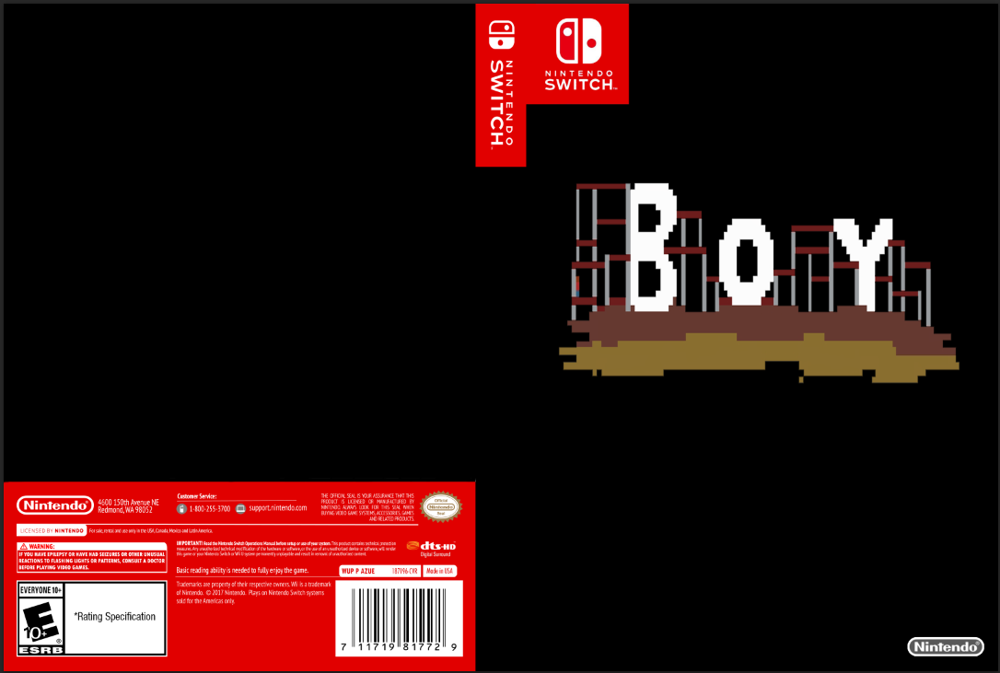 NINTENDO
SWITCH
NINTENDO
SWITCH™
Boy
Nintendo®
4600 150th Avenue NE
Redmond, WA 98052
Customer Service:
1-800-255-3700
support.nintendo.com
THE OFFICIAL SEAL IS YOUR ASSURANCE THAT THIS
PRODUCT IS LICENSED OR MANUFACTURED BY
NINTENDO. ALWAYS LOOK FOR THIS SEAL WHEN
BUYING VIDEO GAME SYSTEMS, ACCESSORIES, GAMES
AND RELATED PRODUCTS.
Official
Nintendo
Seal
LICENSED BY NINTENDO
For sale, rental and use only in the USA, Canada, Mexico and Latin America.
WARNING:
IF YOU HAVE EPILEPSY OR HAVE HAD SEIZURES OR OTHER UNUSUAL
REACTIONS TO FLASHING LIGHTS OR PATTERNS, CONSULT A DOCTOR
BEFORE PLAYING VIDEO GAMES.
IMPORTANT! Read the Nintendo Switch Operations Manual before setup or use of your system. This product contains technical protection
measures. Any unauthorized technical modification of the hardware or software, or the use of an unauthorized device or software, will render
this game or your Nintendo Switch or Wii U system permanently unplayable and result in removal of unauthorized content.
dts-HD
Digital Surround
Basic reading ability is needed to fully enjoy the game.
WUP P AZUE
187196-CYR
Made in USA
Trademarks are property of their respective owners. Wii is a trademark
of Nintendo. © 2017 Nintendo. Plays on Nintendo Switch systems
sold for the Americas only.
EVERYONE 10+
E
10+
®
ESRB
*Rating Specification
7 11719 81772 9
Nintendo®